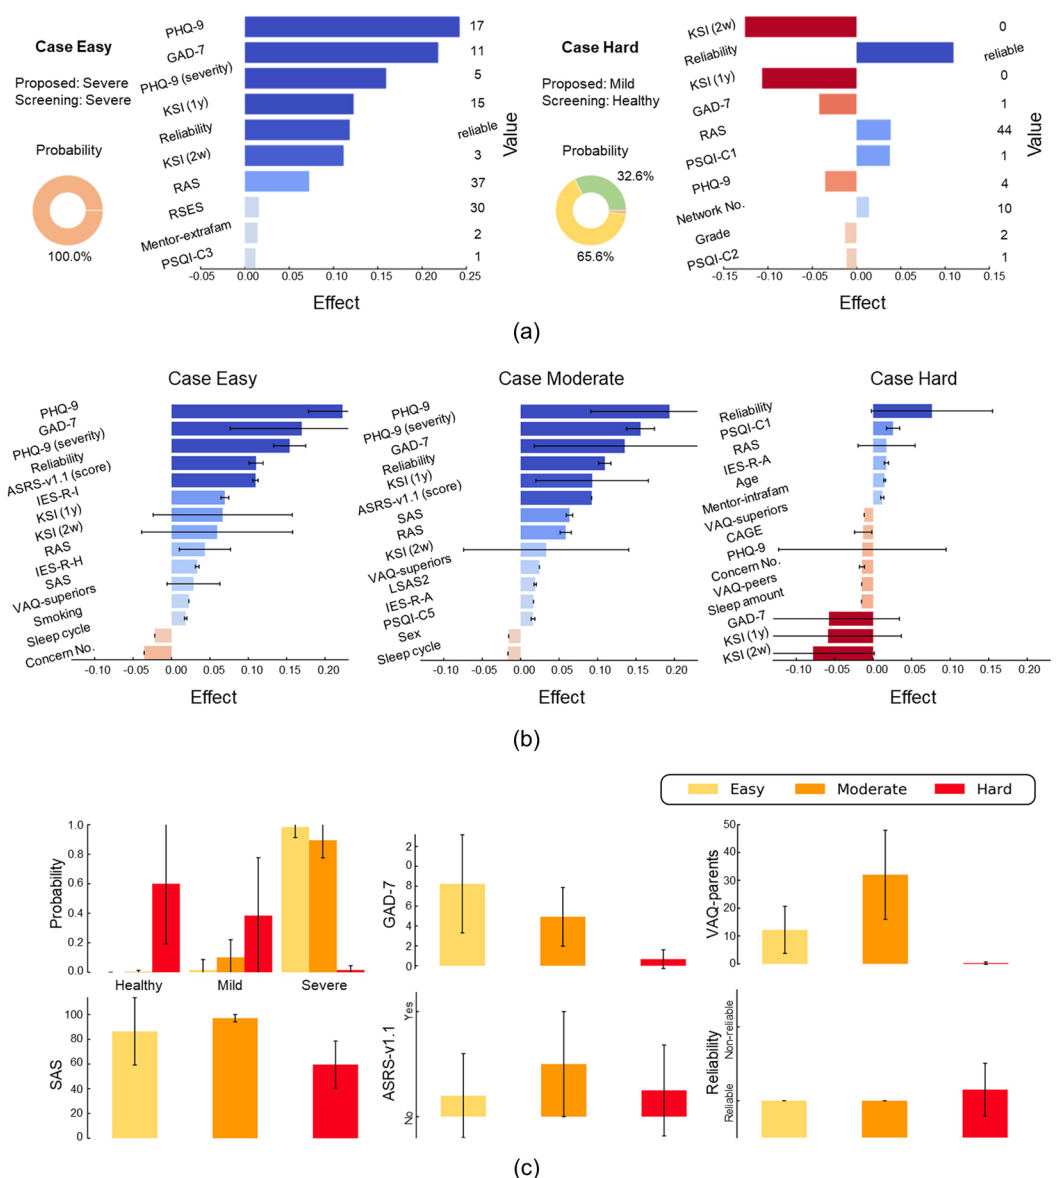 Case Easy
Proposed: Severe
Screening: Severe
Probability
100.0%
PHQ-9
GAD-7
PHQ-9 (severity)
KSI (1y)
Reliability
KSI (2w)
RAS
RSES
Mentor-extrafam
PSQI-C3
17
11
5
15
reliable
3
37
30
2
1
Value
-0.05 0.00 0.05 0.10 0.15 0.20 0.25
Effect
Case Hard
Proposed: Mild
Screening: Healthy
Probability
32.6%
65.6%
KSI (2w)
Reliability
KSI (1y)
GAD-7
RAS
PSQI-C1
PHQ-9
Network No.
Grade
PSQI-C2
0
reliable
0
1
44
1
4
10
2
1
Value
-0.15 -0.10 -0.05 0.00 0.05 0.10 0.15
Effect
(a)
Case Easy
PHQ-9
GAD-7
PHQ-9 (severity)
Reliability
ASRS-v1.1 (score)
IES-R-I
KSI (1y)
KSI (2w)
RAS
IES-R-H
SAS
VAQ-superiors
Smoking
Sleep cycle
Concern No.
-0.10 -0.05 0.00 0.05 0.10 0.15 0.20
Effect
Case Moderate
PHQ-9
PHQ-9 (severity)
GAD-7
Reliability
KSI (1y)
ASRS-v1.1 (score)
SAS
RAS
KSI (2w)
VAQ-superiors
LSAS2
IES-R-A
PSQI-C5
Sex
Sleep cycle
-0.10 -0.05 0.00 0.05 0.10 0.15 0.20
Effect
Case Hard
Reliability
PSQI-C1
RAS
IES-R-A
Age
Mentor-intrafam
VAQ-superiors
CAGE
PHQ-9
Concern No.
VAQ-peers
Sleep amount
GAD-7
KSI (1y)
KSI (2w)
-0.10 -0.05 0.00 0.05 0.10 0.15 0.20
Effect
(b)
Easy Moderate Hard
Probability
1.0
0.8
0.6
0.4
0.2
0.0
Healthy Mild Severe
GAD-7
2
0
8
6
4
2
0
VAQ-parents
50
40
30
20
10
0
SAS
100
80
60
40
20
0
ASRS-v1.1
Yes
No
Reliability
Non-reliable
Reliable
(c)